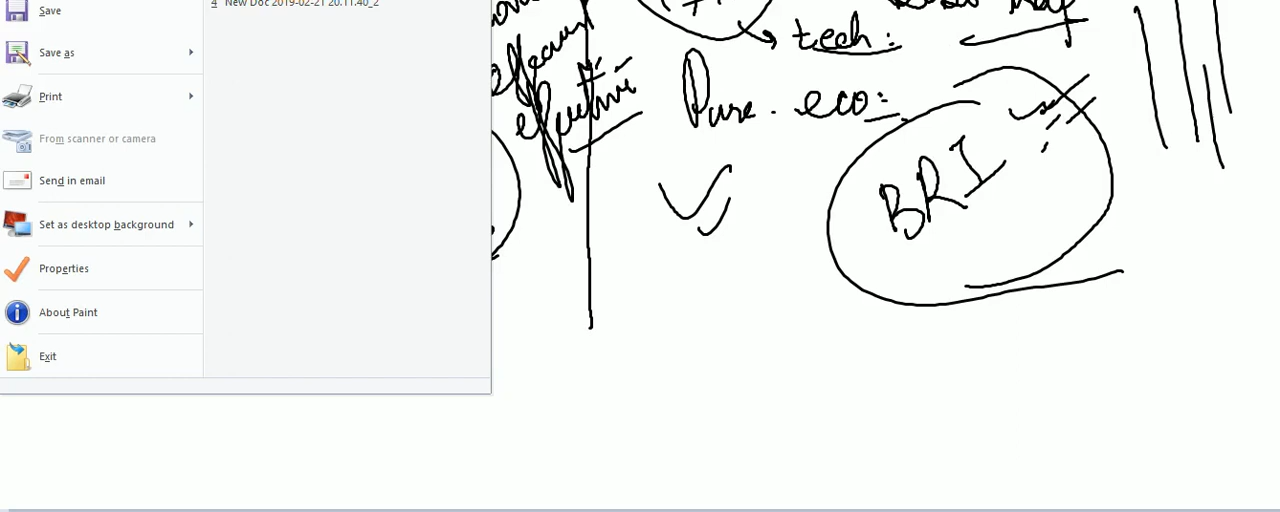 4 New Doc 2019-02-21 20.11.40_2
Save
Save as
Print
From scanner or camera
Send in email
Set as desktop background
Properties
About Paint
Exit
tech:
Pure. eco:
BRI